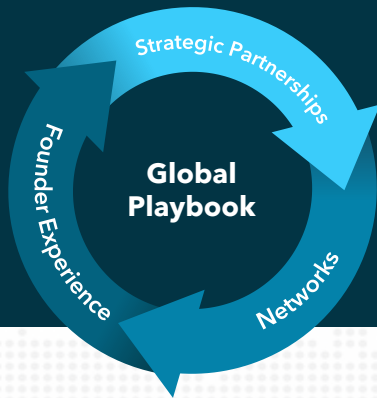 Strategic Partnerships
Global
Playbook
Founder Experience
Networks